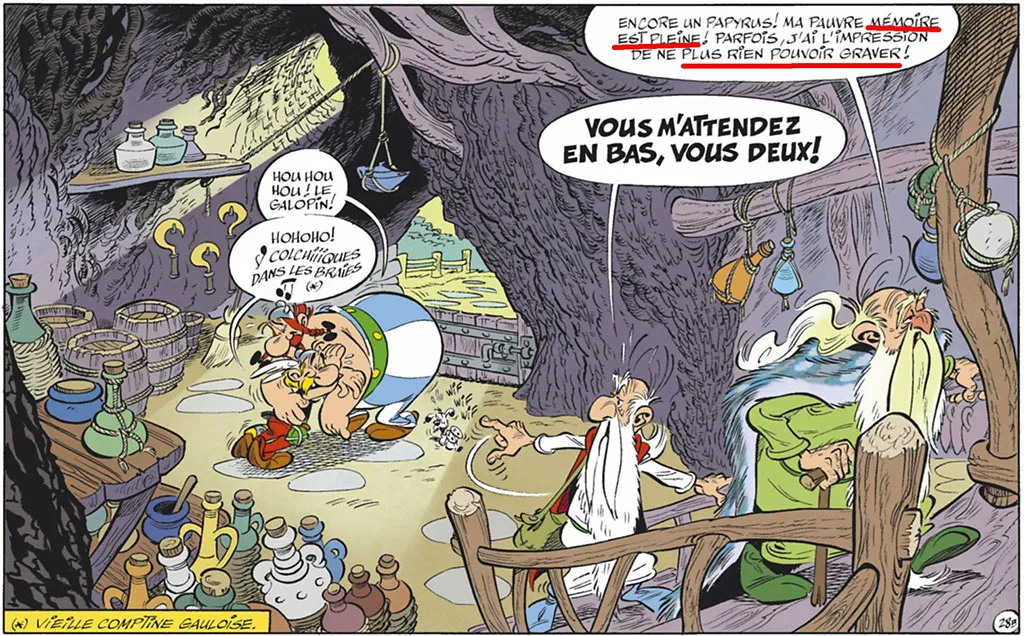 ENCORE UN PAPYRUS! MA PAUVRE MÉMOIRE
EST PLEINE! PARFOIS, J'AI L'IMPRESSION
DE NE PLUS RIEN POUVOIR GRAVER!
VOUS M'ATTENDEZ
EN BAS, VOUS DEUX!
HOU HOU
HOU! LE
GALOPIN!
HOHOHO!
COLCHIIIQUES
DANS LES BRAIES
(*)
(*) VIEILLE COMPTINE GAULOISE.
28B